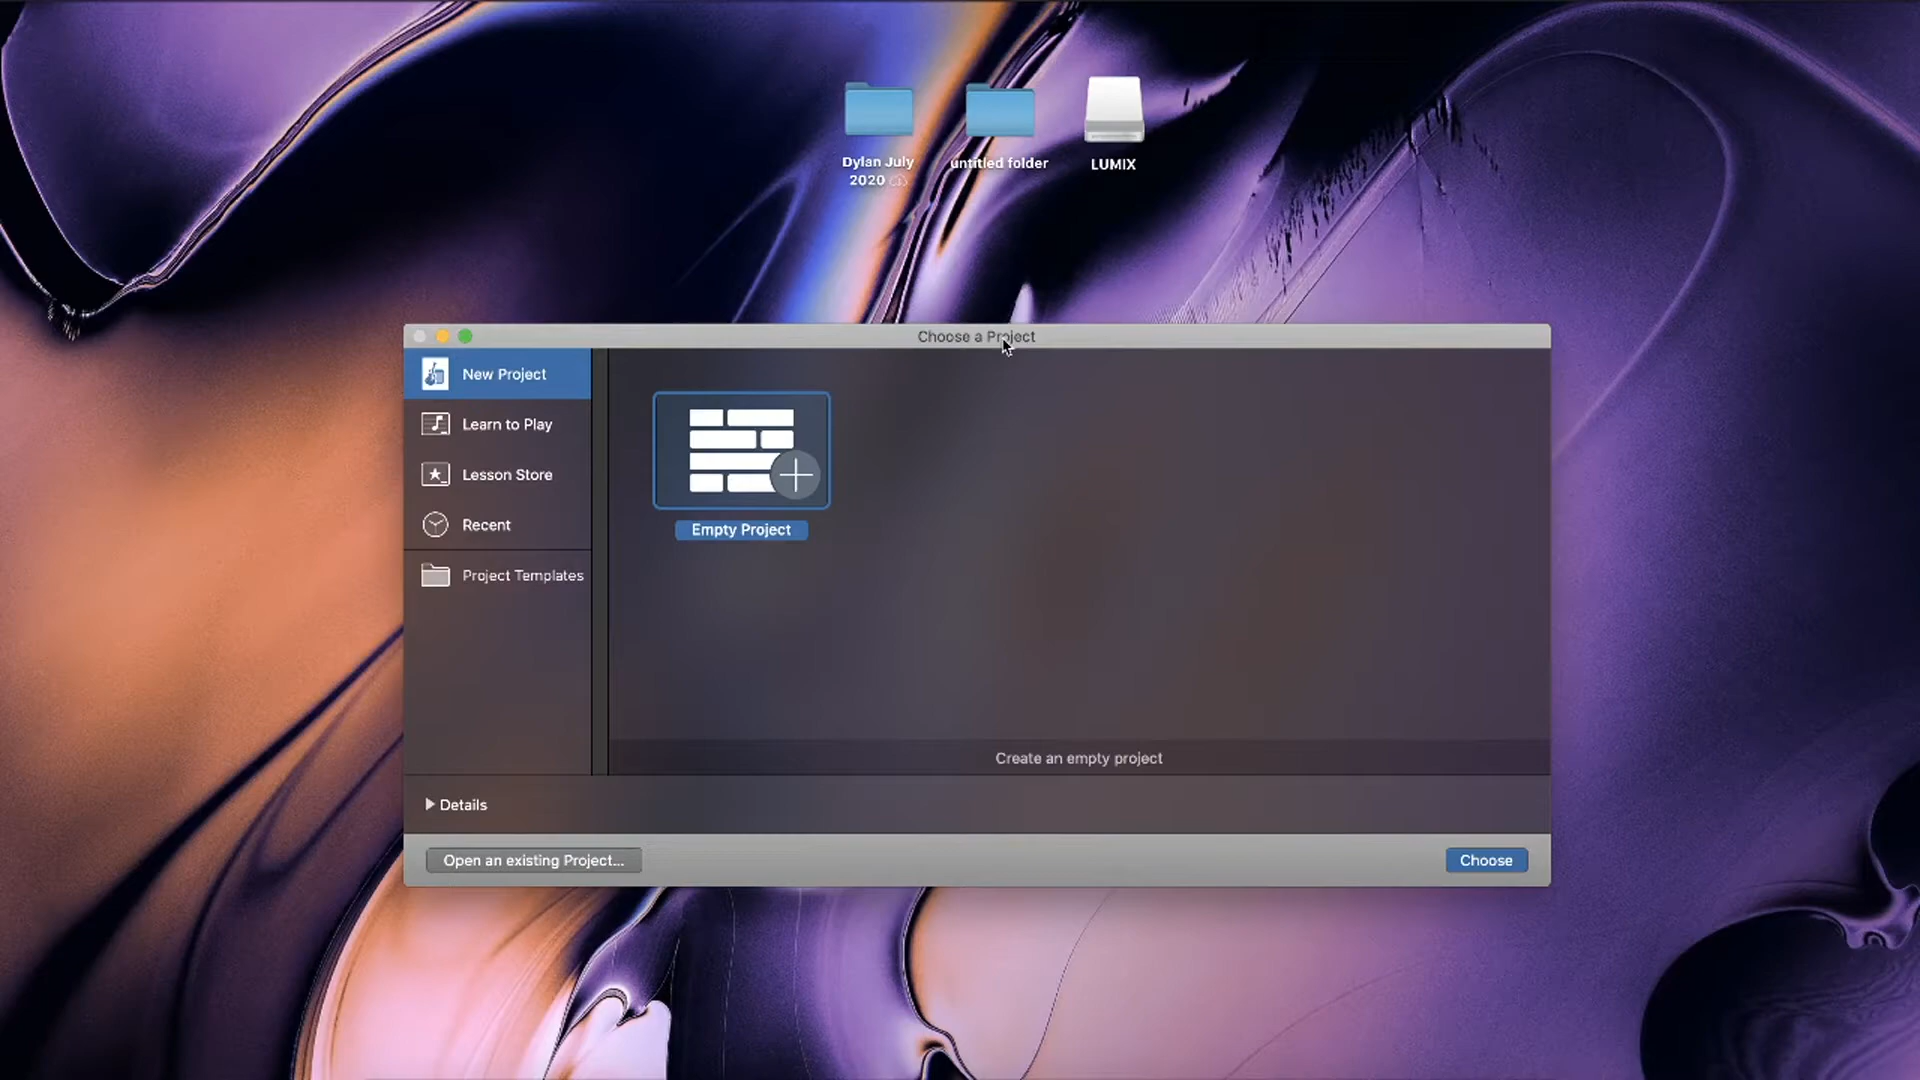 Dylan July
2020
untitled folder
LUMIX
Choose a Project
New Project
Learn to Play
Lesson Store
Recent
Project Templates
Empty Project
Create an empty project
Details
Open an existing Project...
Choose